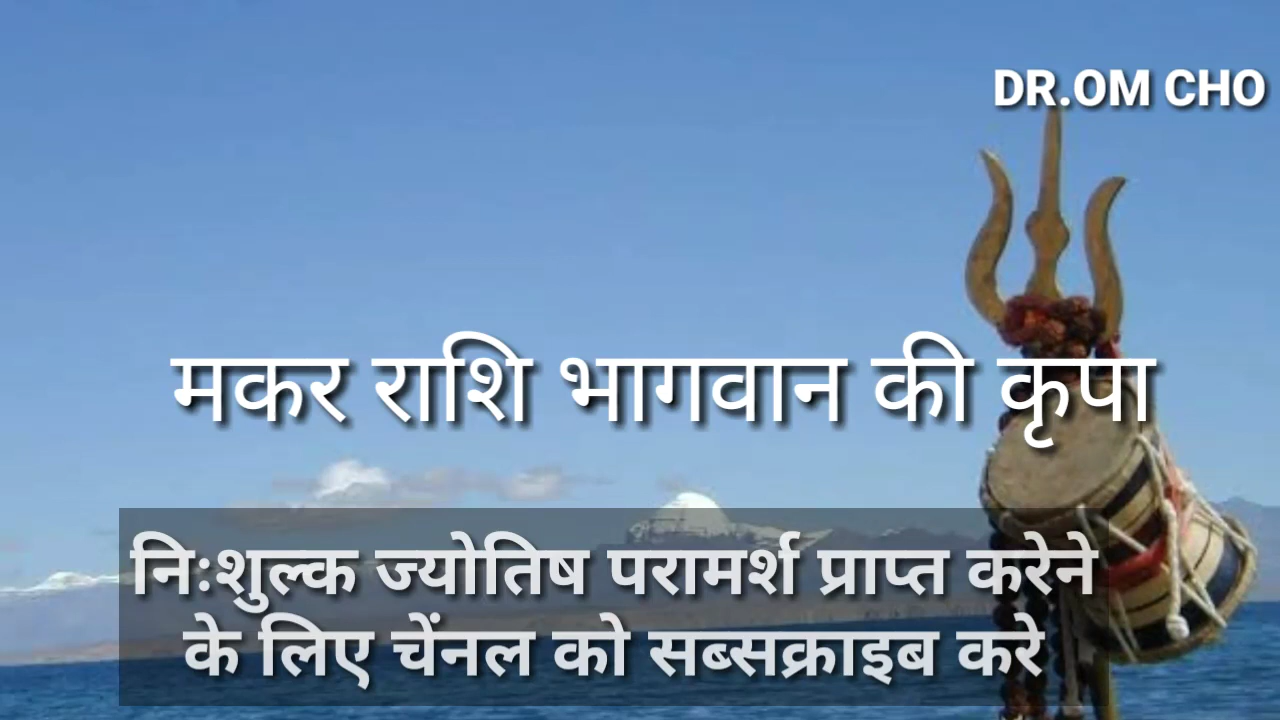 DR.OM CHO
मकर राशि भागवान की कृपा
निःशुल्क ज्योतिष परामर्श प्राप्त करेने
के लिए चेंनल को सब्सक्राइब करे